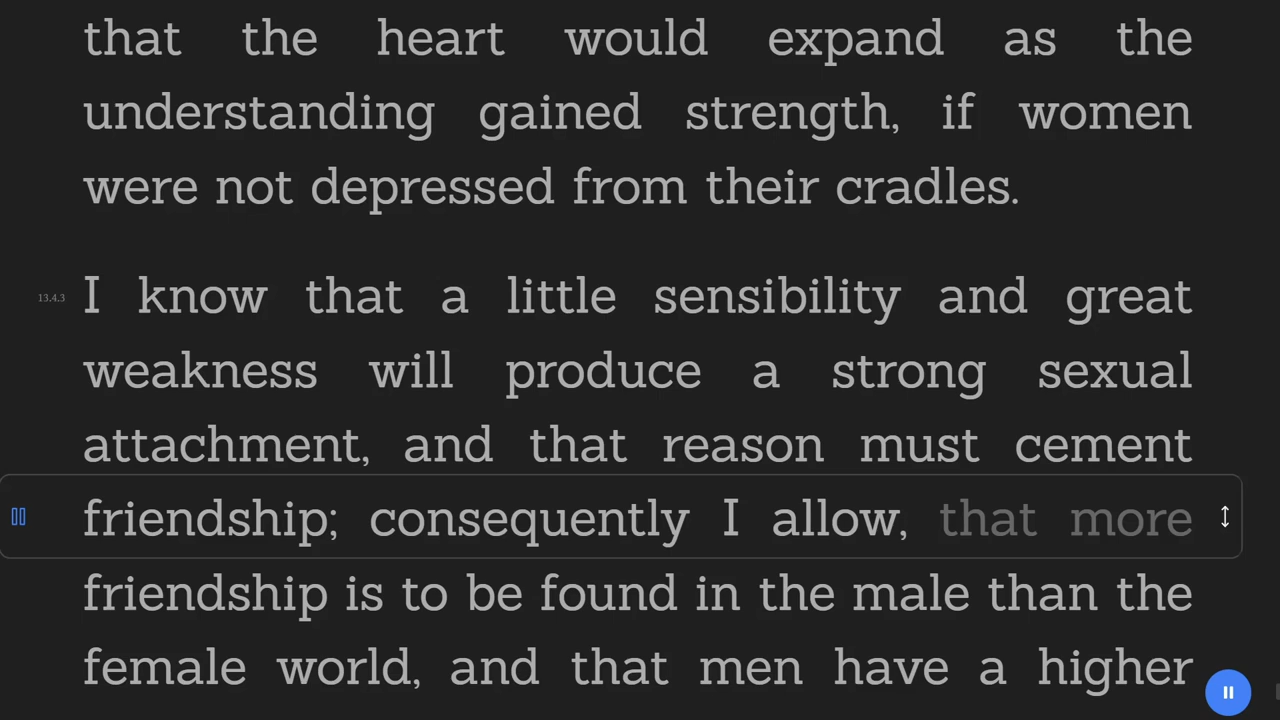 that the heart would expand as the
understanding gained strength, if women
were not depressed from their cradles.
13.4.3
I know that a little sensibility and great
weakness will produce a strong sexual
attachment, and that reason must cement
friendship; consequently I allow, that more
friendship is to be found in the male than the
female world, and that men have a higher